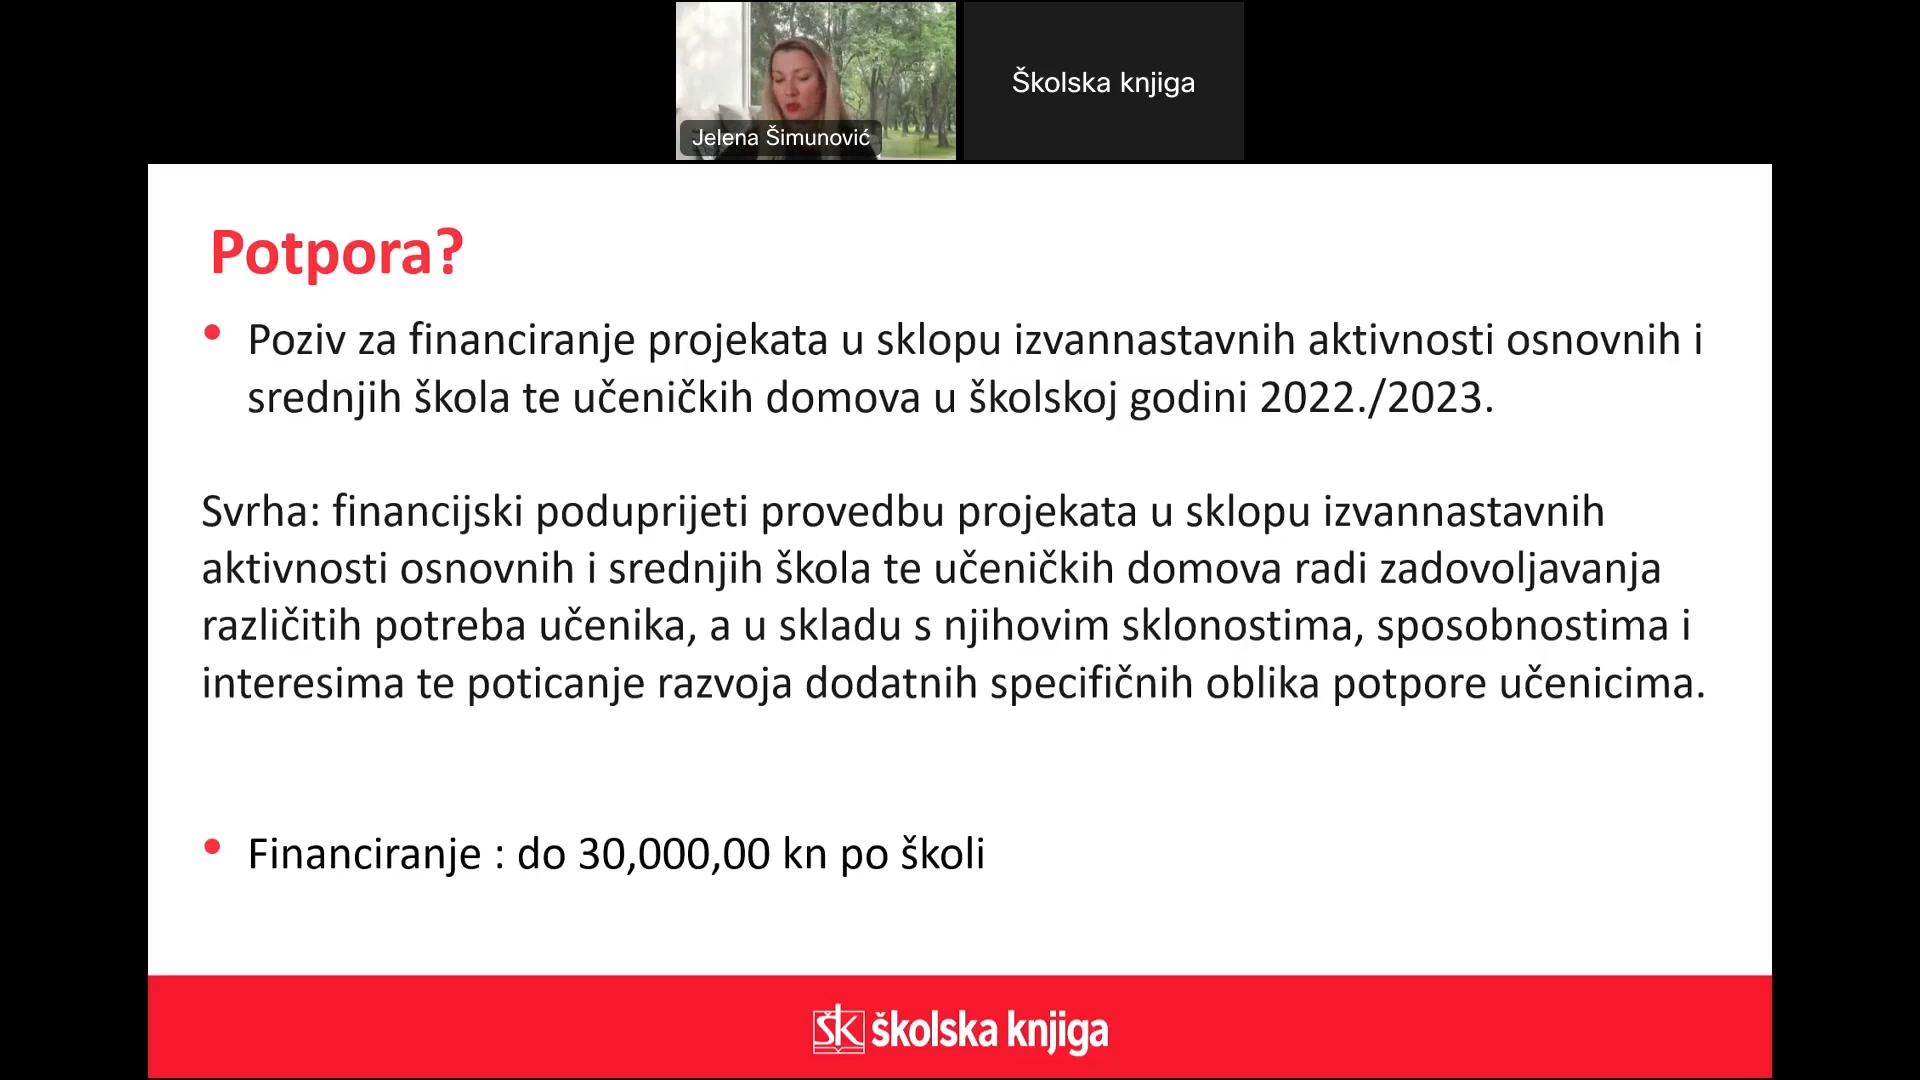 Jelena Šimunović
Školska knjiga
Potpora?
• Poziv za financiranje projekata u sklopu izvannastavnih aktivnosti osnovnih i
srednjih škola te učeničkih domova u školskoj godini 2022./2023.
Svrha: financijski poduprijeti provedbu projekata u sklopu izvannastavnih
aktivnosti osnovnih i srednjih škola te učeničkih domova radi zadovoljavanja
različitih potreba učenika, a u skladu s njihovim sklonostima, sposobnostima i
interesima te poticanje razvoja dodatnih specifičnih oblika potpore učenicima.
• Financiranje : do 30,000,00 kn po školi
ŠK školska knjiga